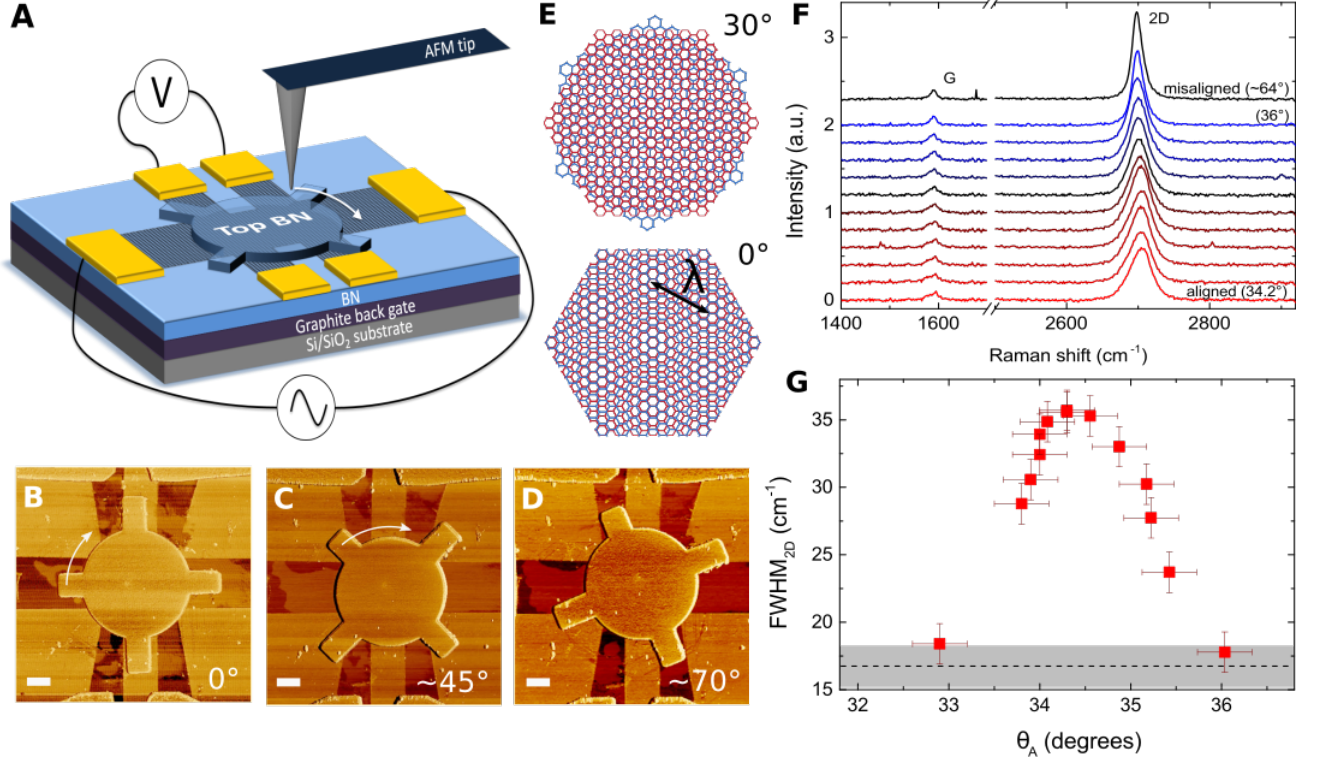 A
AFM tip
V
Top BN
BN
Graphite back gate
Si/SiO2 substrate
B
0°
C
~45°
D
~70°
E
30°
0°
λ
F
3
2
1
0
Intensity (a.u.)
G
2D
misaligned (~64°)
(36°)
aligned (34.2°)
1400
1600
2600
2800
Raman shift (cm-1)
G
35
30
25
20
15
FWHM2D (cm-1)
32
33
34
35
36
θA (degrees)